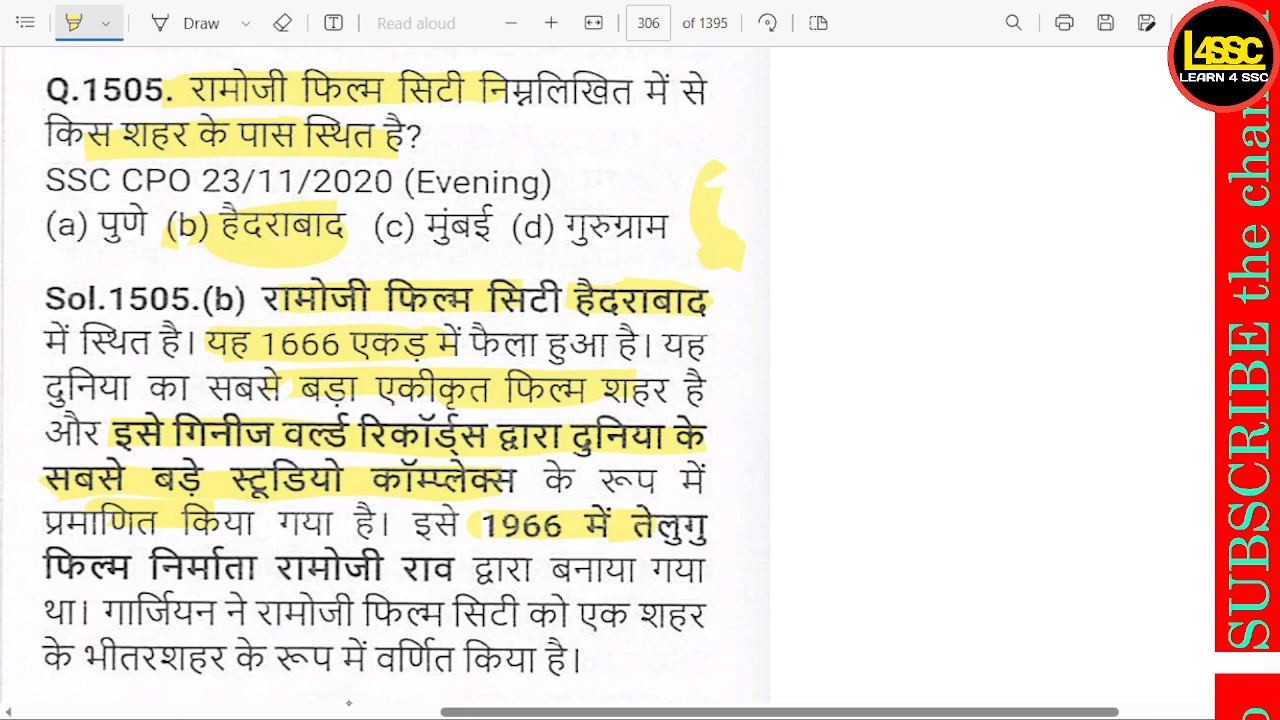 Draw
Read aloud
306 of 1395
L4SSC
LEARN 4 SSC
Q.1505. रामोजी फिल्म सिटी निम्नलिखित में से
किस शहर के पास स्थित है?
SSC CPO 23/11/2020 (Evening)
(a) पुणे (b) हैदराबाद (c) मुंबई (d) गुरुग्राम
Sol.1505.(b) रामोजी फिल्म सिटी हैदराबाद
में स्थित है। यह 1666 एकड़ में फैला हुआ है। यह
दुनिया का सबसे बड़ा एकीकृत फिल्म शहर है
और इसे गिनीज वर्ल्ड रिकॉर्ड्स द्वारा दुनिया के
सबसे बड़े स्टूडियो कॉम्प्लेक्स के रूप में
प्रमाणित किया गया है। इसे 1966 में तेलुगु
फिल्म निर्माता रामोजी राव द्वारा बनाया गया
था। गार्जियन ने रामोजी फिल्म सिटी को एक शहर
के भीतरशहर के रूप में वर्णित किया है।
SUBSCRIBE the chan